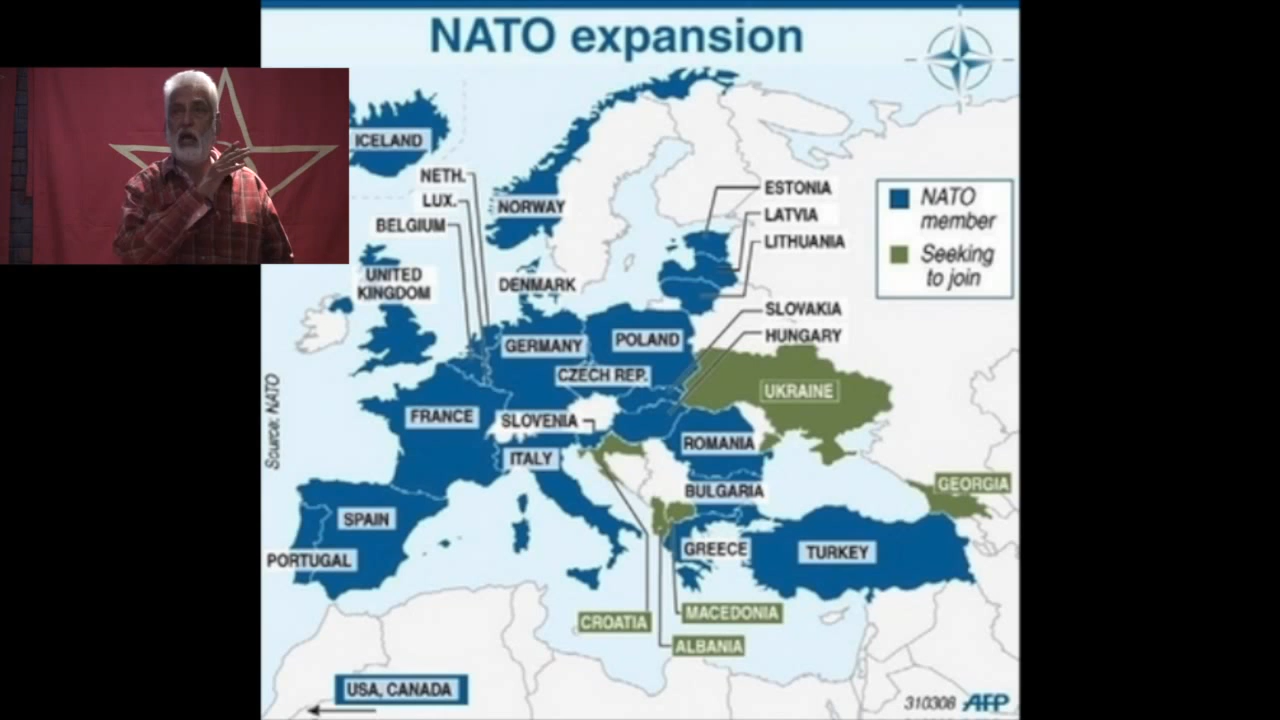 NATO expansion
ICELAND
NETH.
LUX.
BELGIUM
NORWAY
UNITED
KINGDOM
DENMARK
ESTONIA
LATVIA
LITHUANIA
NATO
member
Seeking
to join
SLOVAKIA
HUNGARY
GERMANY
POLAND
CZECH REP.
UKRAINE
FRANCE
SLOVENIA
ROMANIA
ITALY
BULGARIA
GEORGIA
SPAIN
PORTUGAL
GREECE
TURKEY
CROATIA
MACEDONIA
ALBANIA
USA, CANADA
Source: NATO
310308 AFP